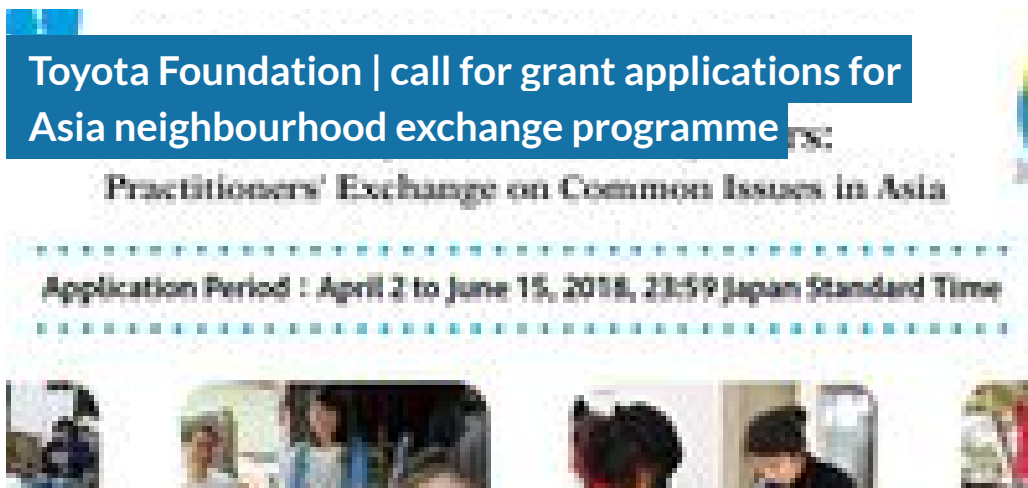 Toyota Foundation | call for grant applications for
Asia neighbourhood exchange programme
rs:
Practitioners' Exchange on Common Issues in Asia
Application Period : April 2 to June 15, 2018, 23:59 Japan Standard Time